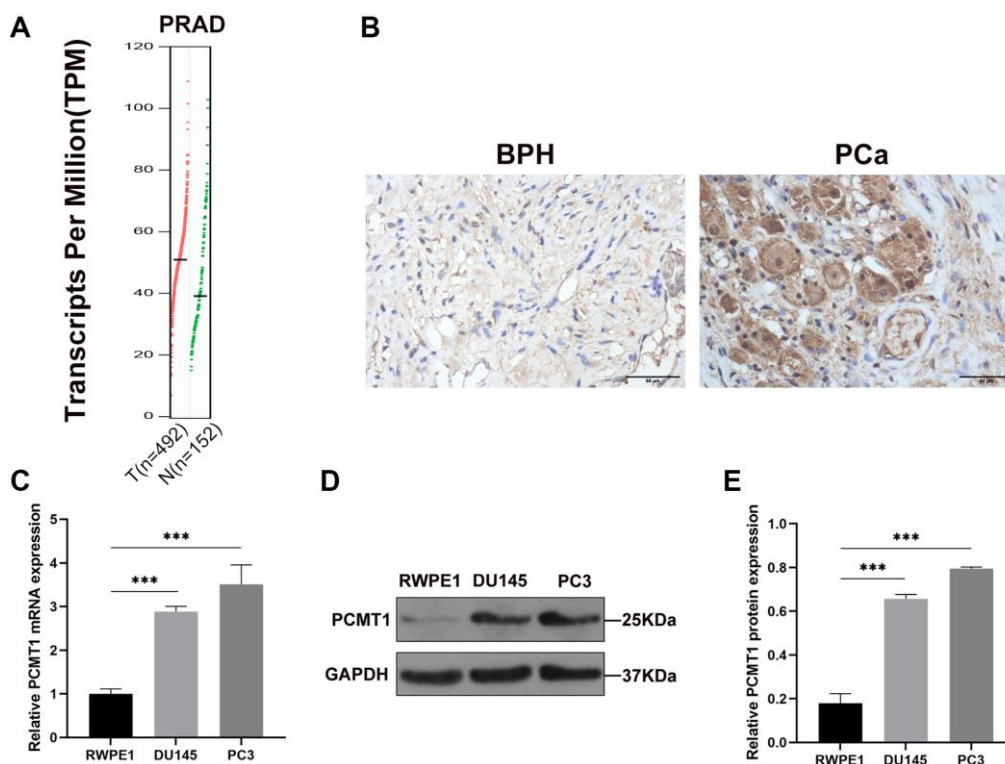 A
PRAD
Transcripts Per Million(TPM)
120
100
80
60
40
20
0
T(n=492)
N(n=152)
B
BPH
PCa
50 μm
C
Relative PCMT1 mRNA expression
5
4
3
2
1
0
***
***
RWPE1 DU145 PC3
D
RWPE1 DU145 PC3
PCMT1
25KDa
GAPDH
37KDa
E
Relative PCMT1 protein expression
1.0
0.8
0.6
0.4
0.2
0.0
***
***
RWPE1 DU145 PC3